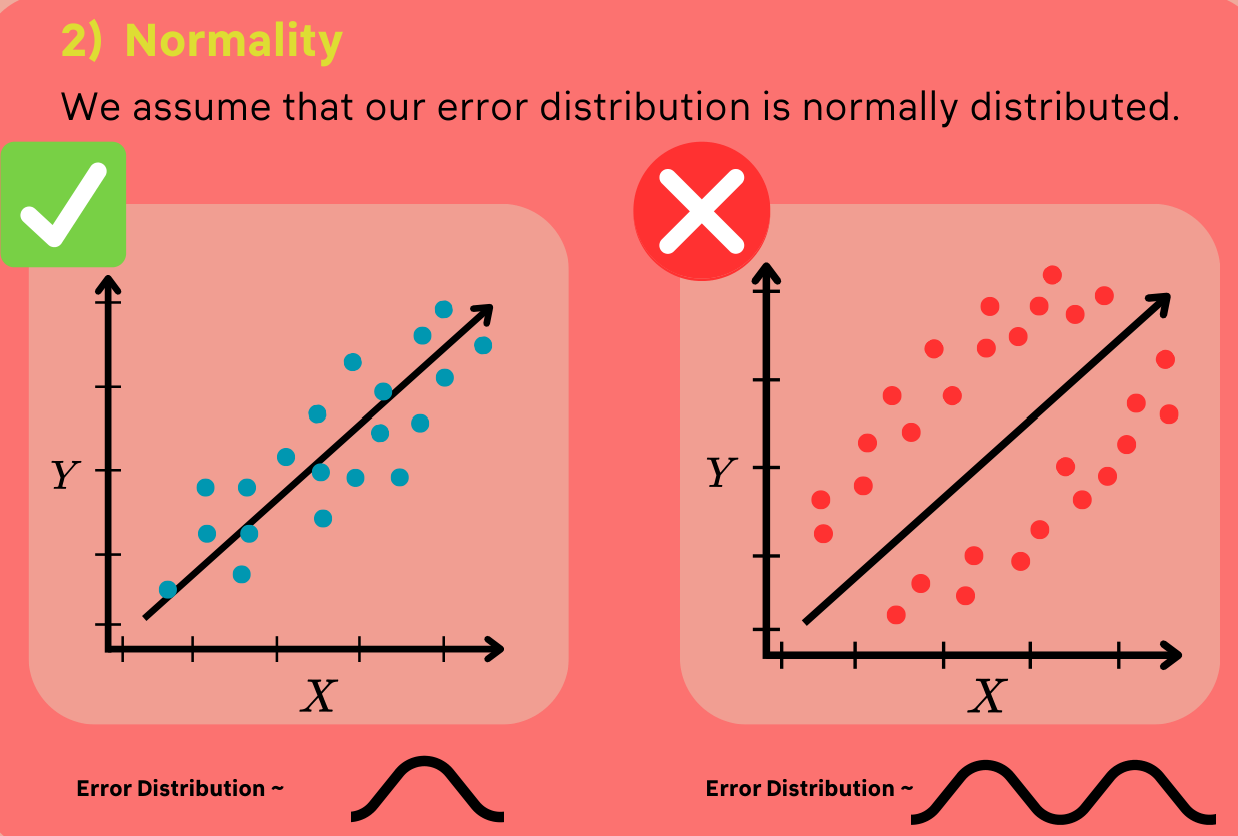 2) Normality
We assume that our error distribution is normally distributed.
Y
X
Y
X
Error Distribution ~
Error Distribution ~